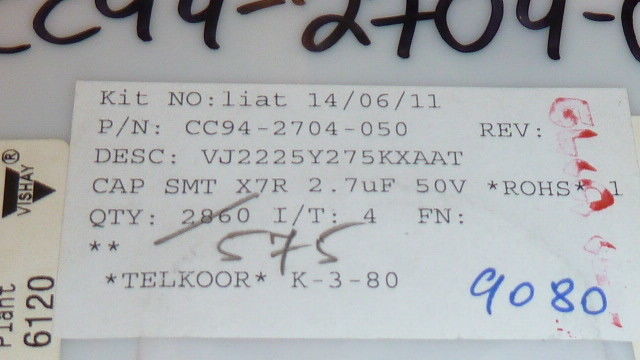 CC94-2704-0
Kit NO:liat 14/06/11
P/N: CC94-2704-050 REV:
DESC: VJ2225Y275KXAAT
CAP SMT X7R 2.7uF 50V *ROHS* 1
QTY: 2860 I/T: 4 FN:
575
**
*TELKOOR* K-3-80
9080
VISHAY
®
Plant
6120